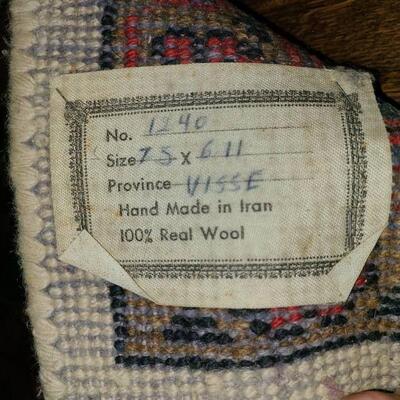 No. 1240
Size 7 5 X 6 11
Province VISSE
Hand Made in Iran
100% Real Wool